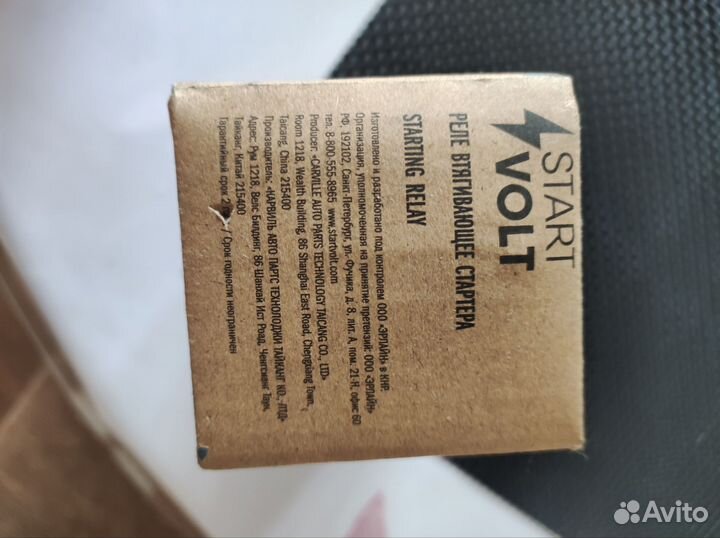 START
VOLT
РЕЛЕ ВТЯГИВАЮЩЕЕ СТАРТЕРА
STARTING RELAY
Изготовлено и разработано под контролем ООО «ЭРЛАЙН» в КНР.
Организация, уполномоченная на принятие претензий: ООО «ЭРЛАЙН»
РФ, 192102, Санкт-Петербург, ул. Фучика, д. 8, лит. А, пом. 21-Н, офис 60
тел. 8-800-555-8965 www.startvolt.com
Producer: «CARVILLE AUTO PARTS TECHNOLOGY TAICANG CO., LTD»
Room 1218, Wealth Building, 86 Shanghai East Road, Chengxiang Town,
Taicang, China 215400
Производитель: «КАРВИЛЬ АВТО ПАРТС ТЕХНОЛОДЖИ ТАЙКАНГ КО., ЛТД»
Адрес: Рум 1218, Велс Билдинг, 86 Шанхай Ист Роад, Ченгсянг Таун,
Тайканг, Китай 215400
Гарантийный срок 2 / Срок годности неограничен
Avito